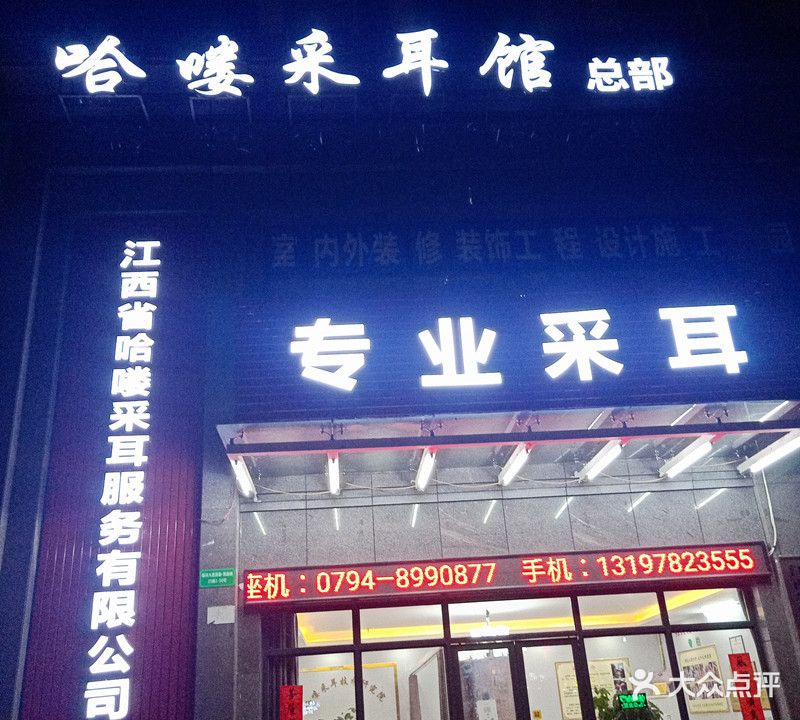 哈喽采耳馆 总部
室内外装修 装饰工程 设计施工
专业采耳
江西省哈喽采耳服务有限公司
座机：0794-8990877 手机：13197823555
大众点评